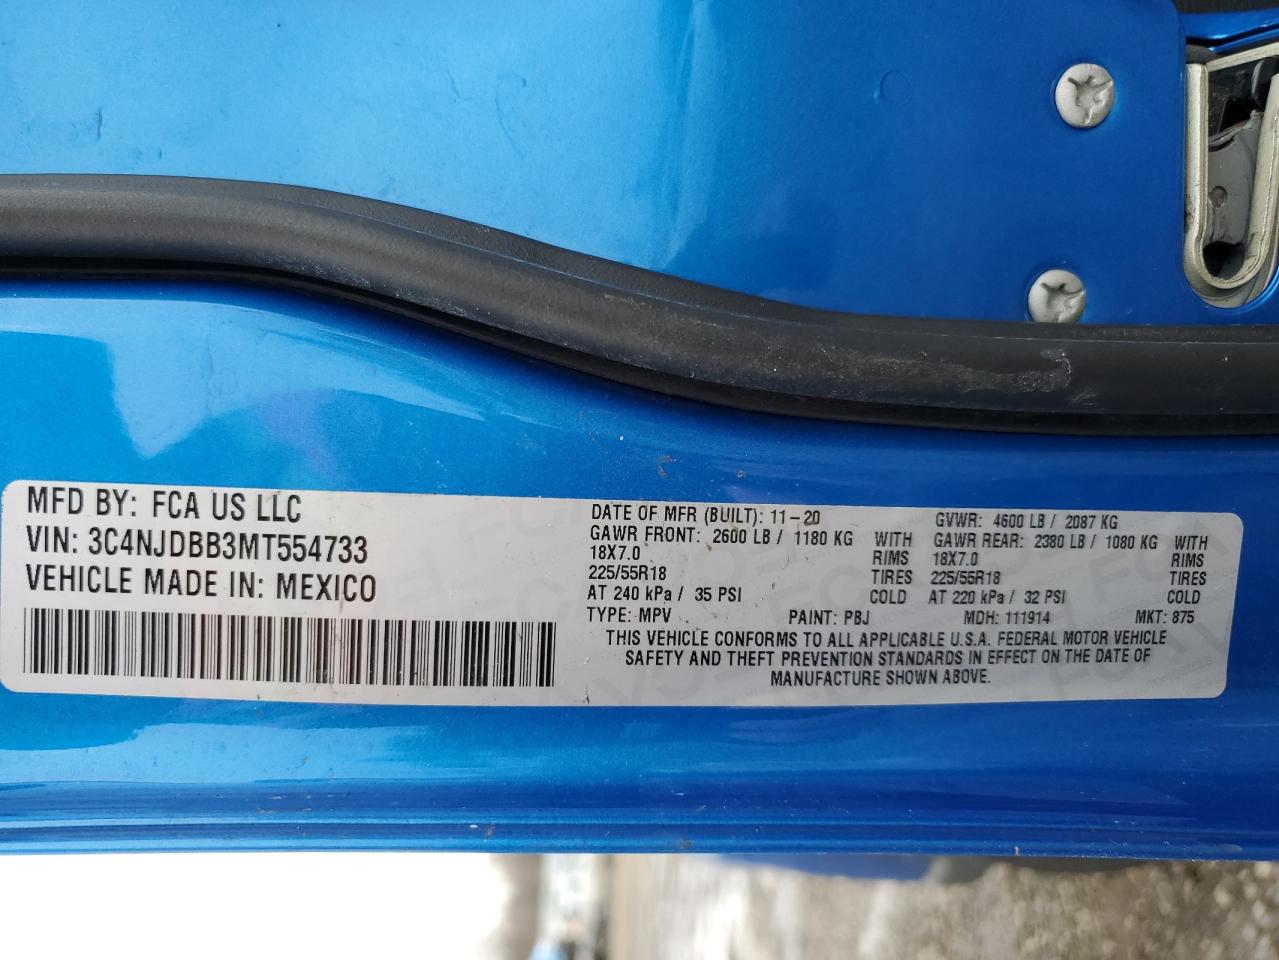 MFD BY: FCA US LLC
VIN: 3C4NJDBB3MT554733
VEHICLE MADE IN: MEXICO
DATE OF MFR (BUILT): 11-20 GVWR: 4600 LB / 2087 KG
GAWR FRONT: 2600 LB / 1180 KG WITH GAWR REAR: 2380 LB / 1080 KG WITH
18X7.0 RIMS 18X7.0 RIMS
225/55R18 TIRES 225/55R18 TIRES
AT 240 kPa / 35 PSI COLD AT 220 kPa / 32 PSI COLD
TYPE: MPV PAINT: PBJ MDH: 111914 MKT: 875
THIS VEHICLE CONFORMS TO ALL APPLICABLE U.S.A. FEDERAL MOTOR VEHICLE
SAFETY AND THEFT PREVENTION STANDARDS IN EFFECT ON THE DATE OF
MANUFACTURE SHOWN ABOVE.